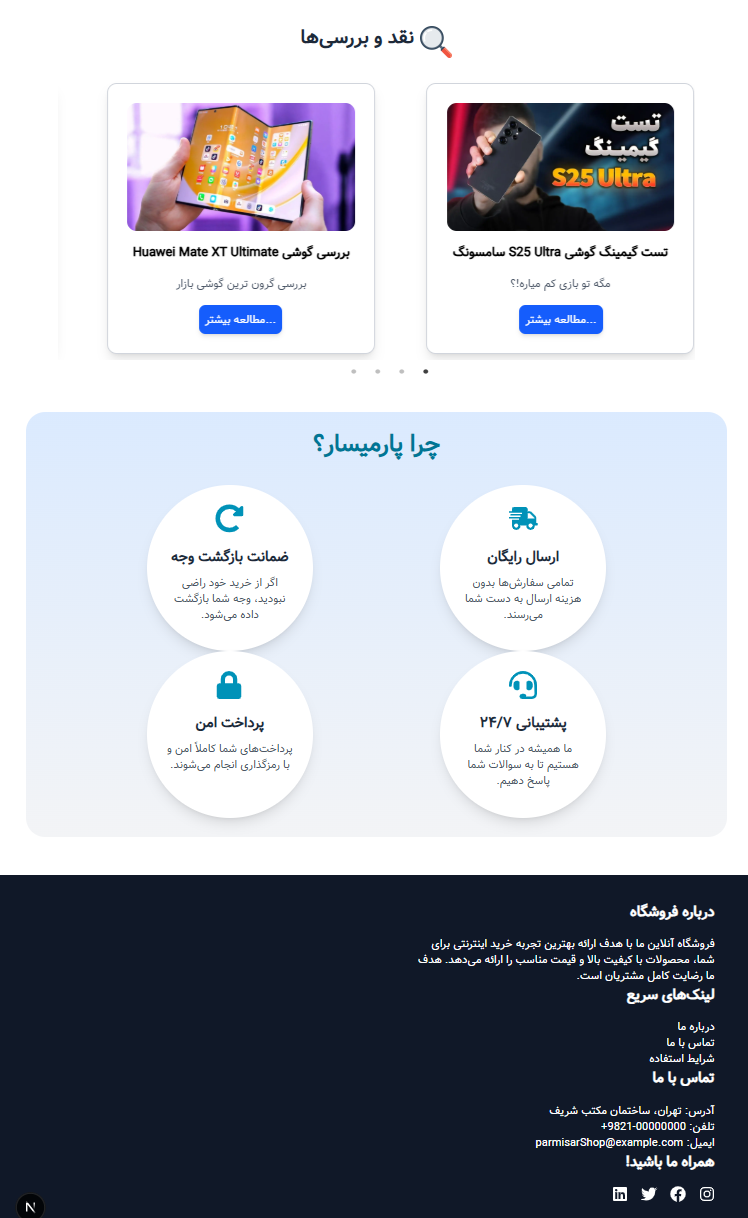 نقد و بررسی‌ها
تست
گیمینگ
S25 Ultra
تست گیمینگ گوشی S25 Ultra سامسونگ
مگه تو بازی کم میاره!؟
مطالعه بیشتر...
بررسی گوشی Huawei Mate XT Ultimate
بررسی گرون ترین گوشی بازار
مطالعه بیشتر...
چرا پارمیسار؟
ارسال رایگان
تمامی سفارش‌ها بدون
هزینه ارسال به دست شما
می‌رسند.
ضمانت بازگشت وجه
اگر از خرید خود راضی
نبودید، وجه شما بازگشت
داده می‌شود.
پشتیبانی ۲۴/۷
ما همیشه در کنار شما
هستیم تا به سوالات شما
پاسخ دهیم.
پرداخت امن
پرداخت‌های شما کاملاً امن و
با رمزگذاری انجام می‌شوند.
درباره فروشگاه
فروشگاه آنلاین ما با هدف ارائه بهترین تجربه خرید اینترنتی برای
شما، محصولات با کیفیت بالا و قیمت مناسب را ارائه می‌دهد. هدف
ما رضایت کامل مشتریان است.
لینک‌های سریع
درباره ما
تماس با ما
شرایط استفاده
تماس با ما
آدرس: تهران، ساختمان مکتب شریف
تلفن: 00000000-9821+
ایمیل: parmisarShop@example.com
همراه ما باشید!
N